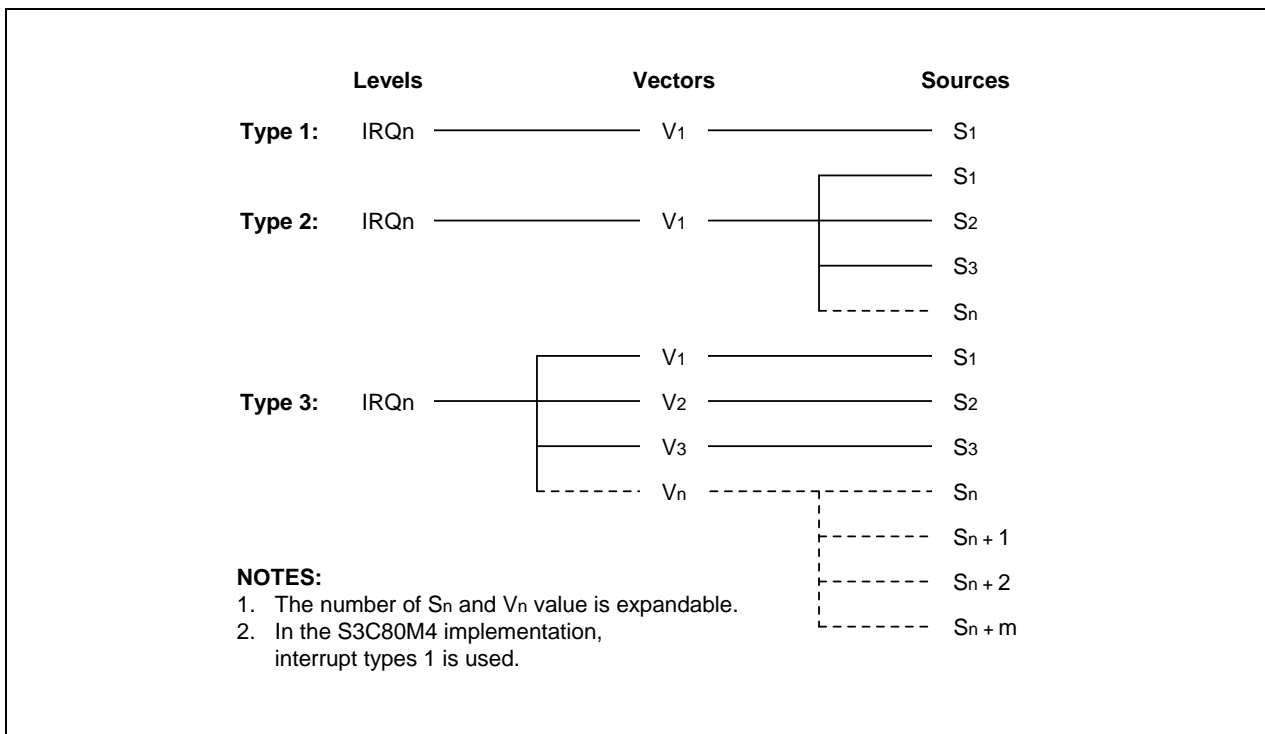 Levels Vectors Sources
Type 1: IRQn V1 S1
S1
Type 2: IRQn V1 S2
S3
Sn
V1 S1
Type 3: IRQn V2 S2
V3 S3
Vn Sn
Sn + 1
Sn + 2
Sn + m
NOTES:
1. The number of Sn and Vn value is expandable.
2. In the S3C80M4 implementation,
interrupt types 1 is used.